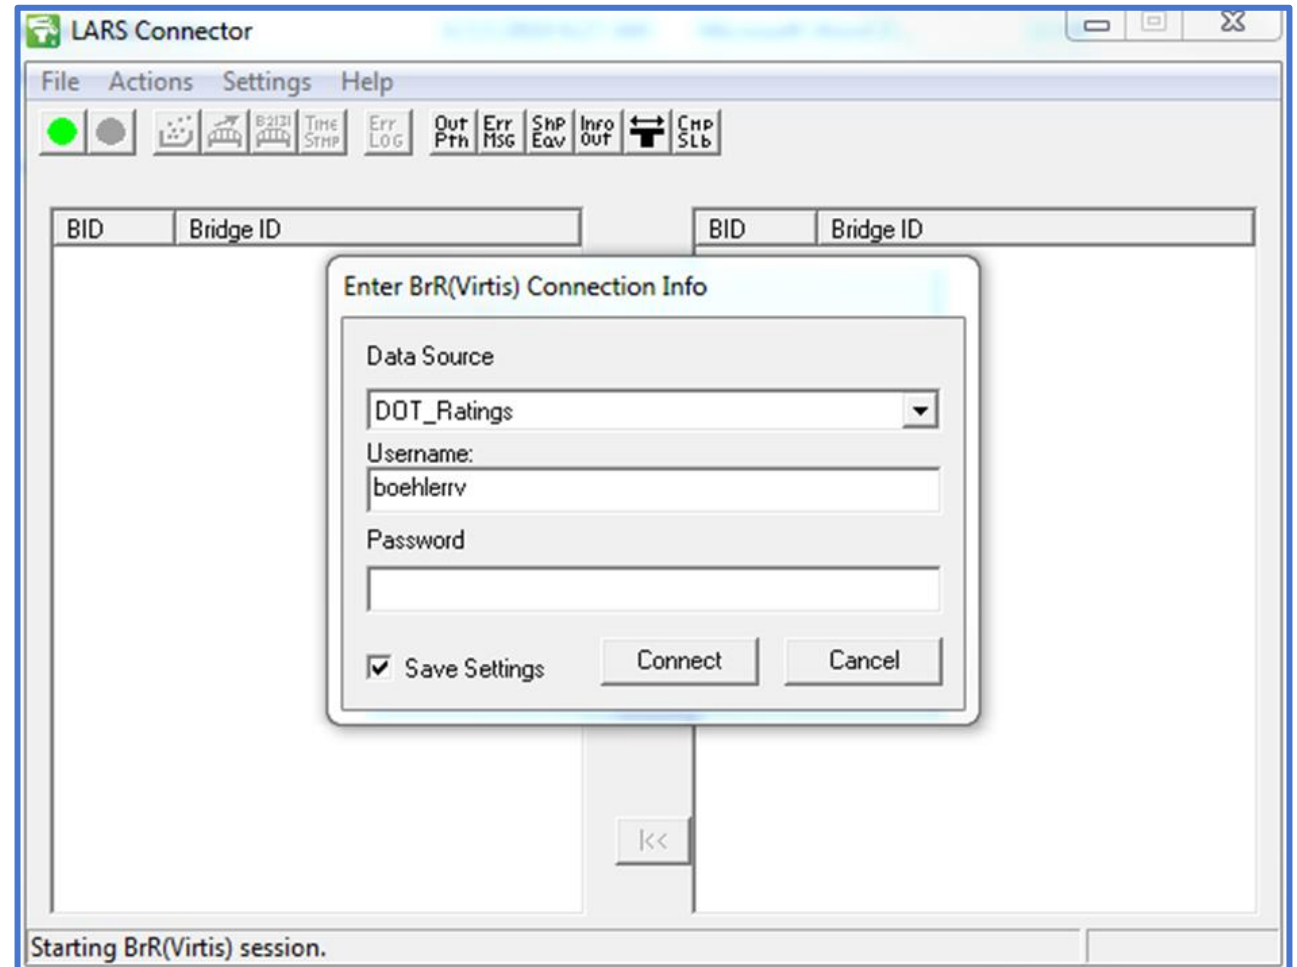 LARS Connector
File Actions Settings Help
Out Pth Err Msg Shp Eqv Info Out Cmp Slb
B2131 Time Stmp Err Log
BID Bridge ID BID Bridge ID
Enter BrR(Virtis) Connection Info
Data Source
DOT_Ratings
Username:
boehlerrv
Password
Save Settings Connect Cancel
|<<
Starting BrR(Virtis) session.